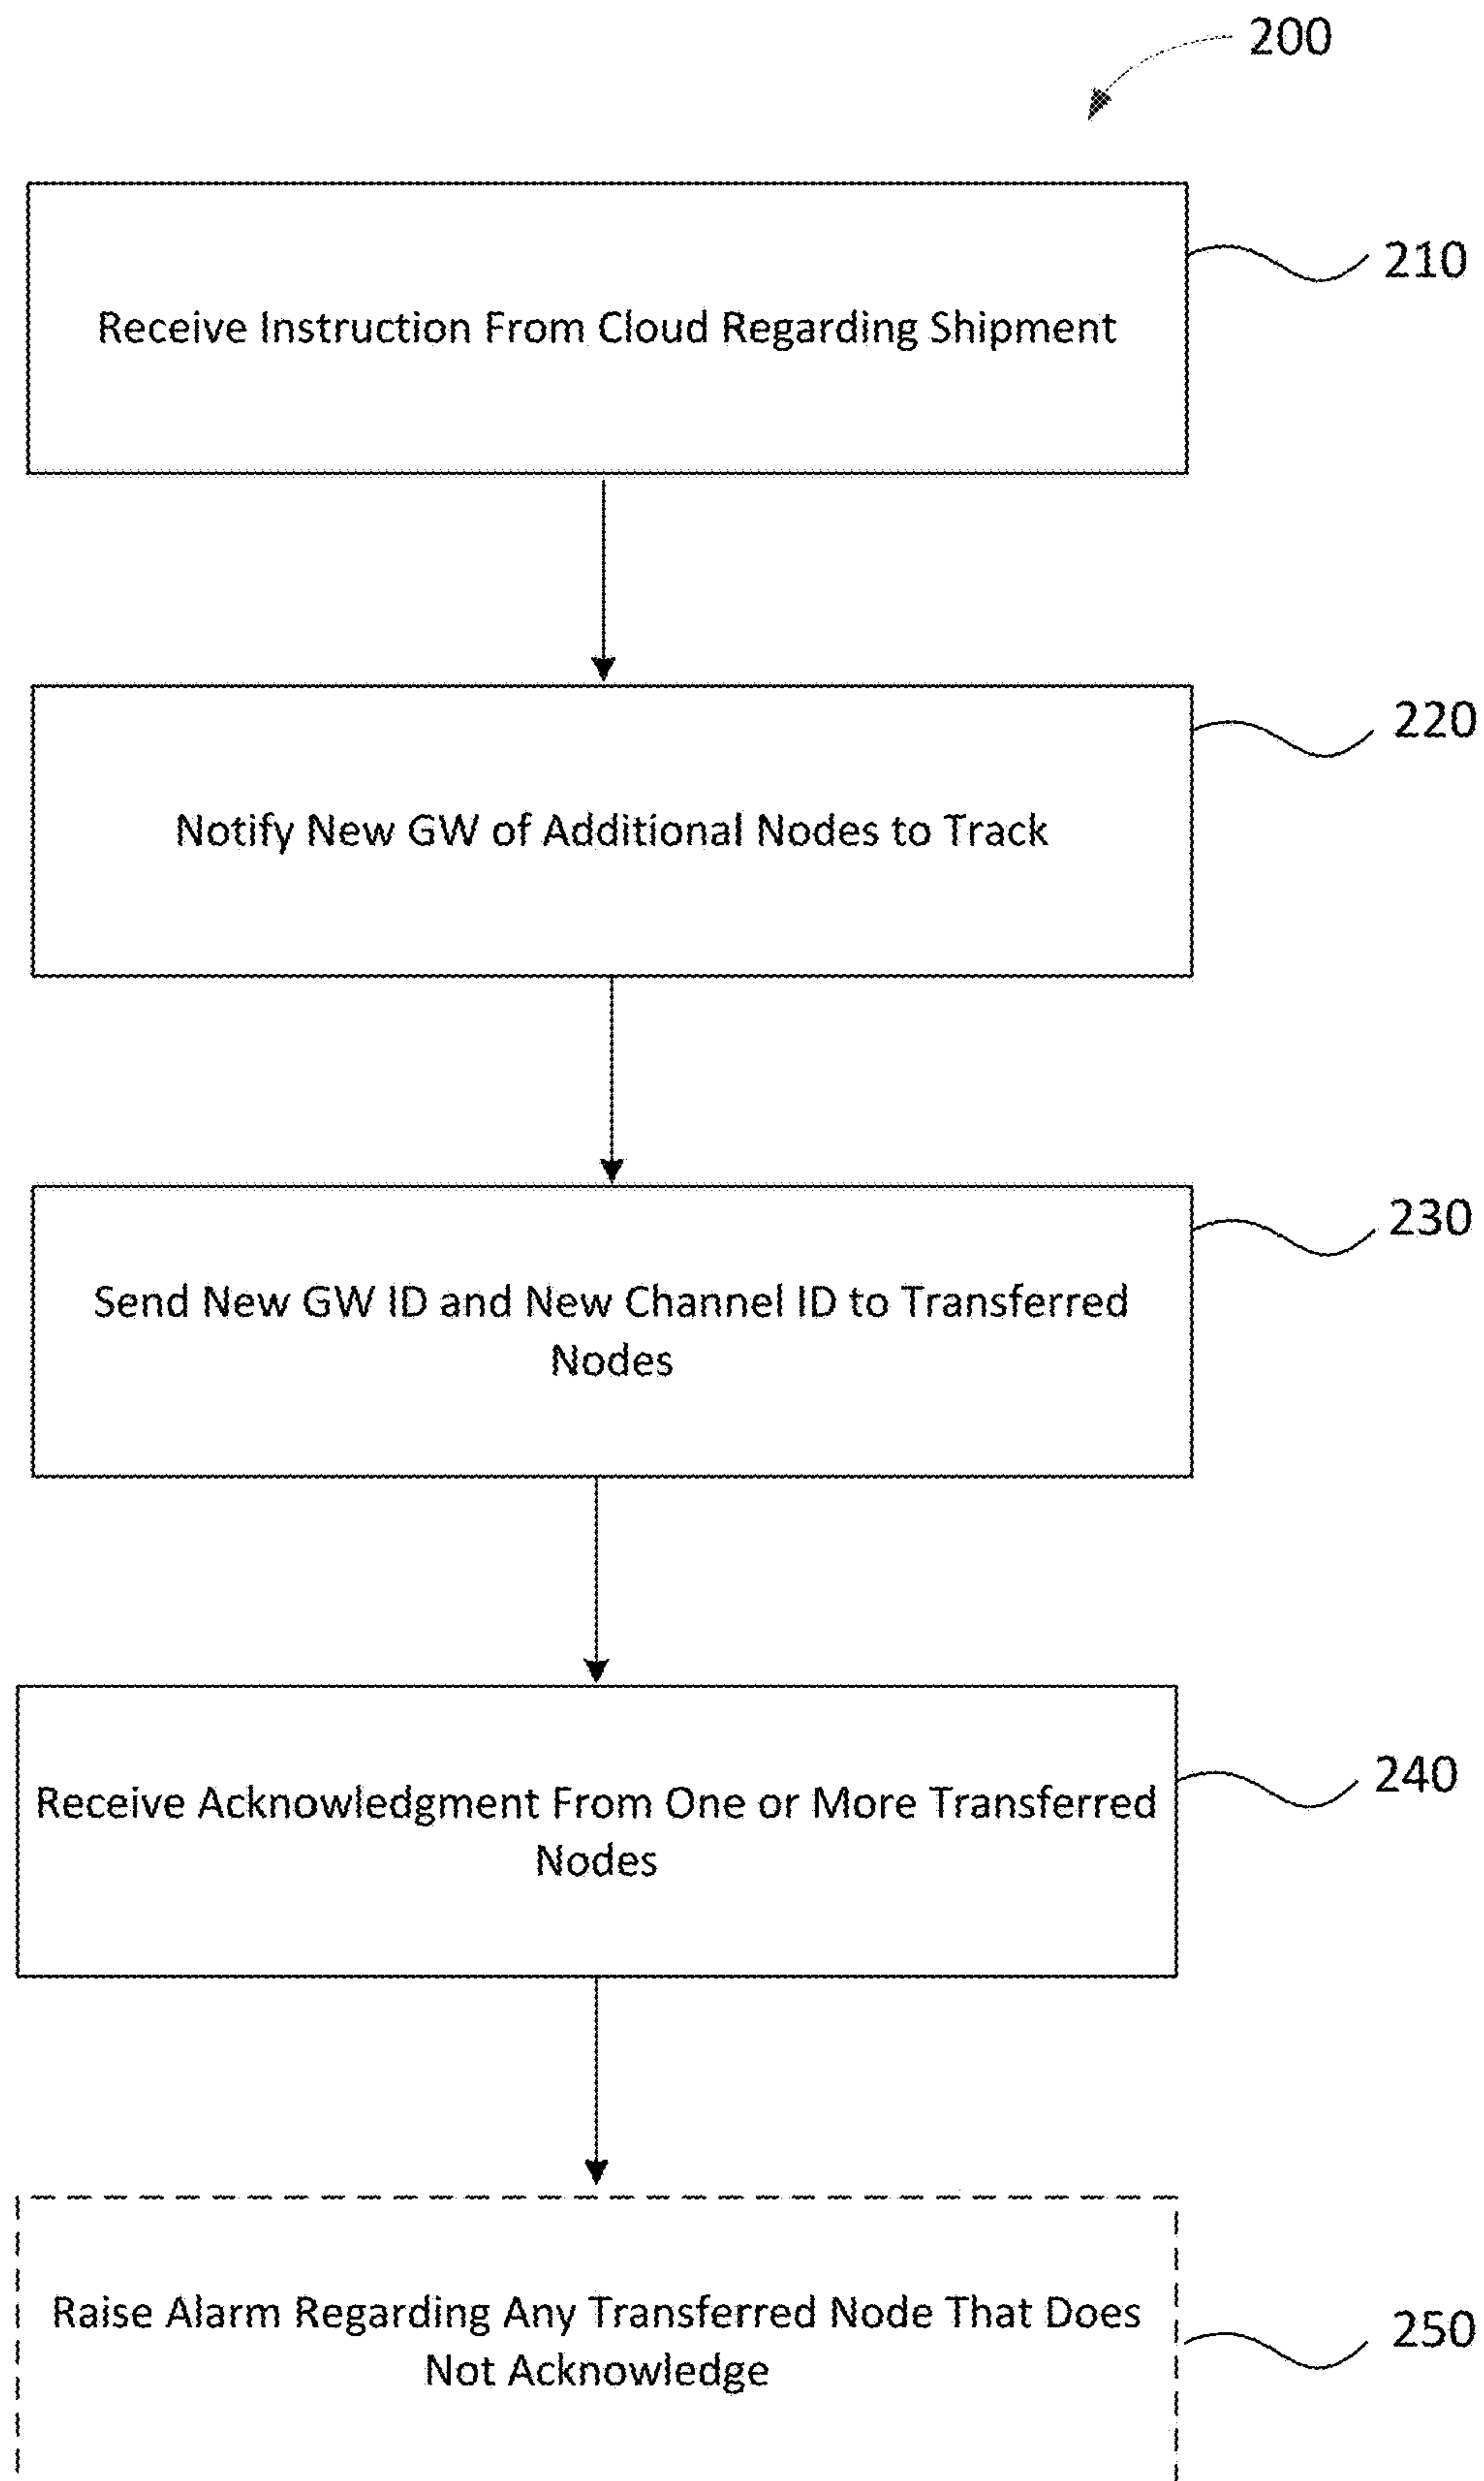 200
210
Receive Instruction From Cloud Regarding Shipment
220
Notify New GW of Additional Nodes to Track
230
Send New GW ID and New Channel ID to Transferred
Nodes
240
Receive Acknowledgment From One or More Transferred
Nodes
250
Raise Alarm Regarding Any Transferred Node That Does
Not Acknowledge